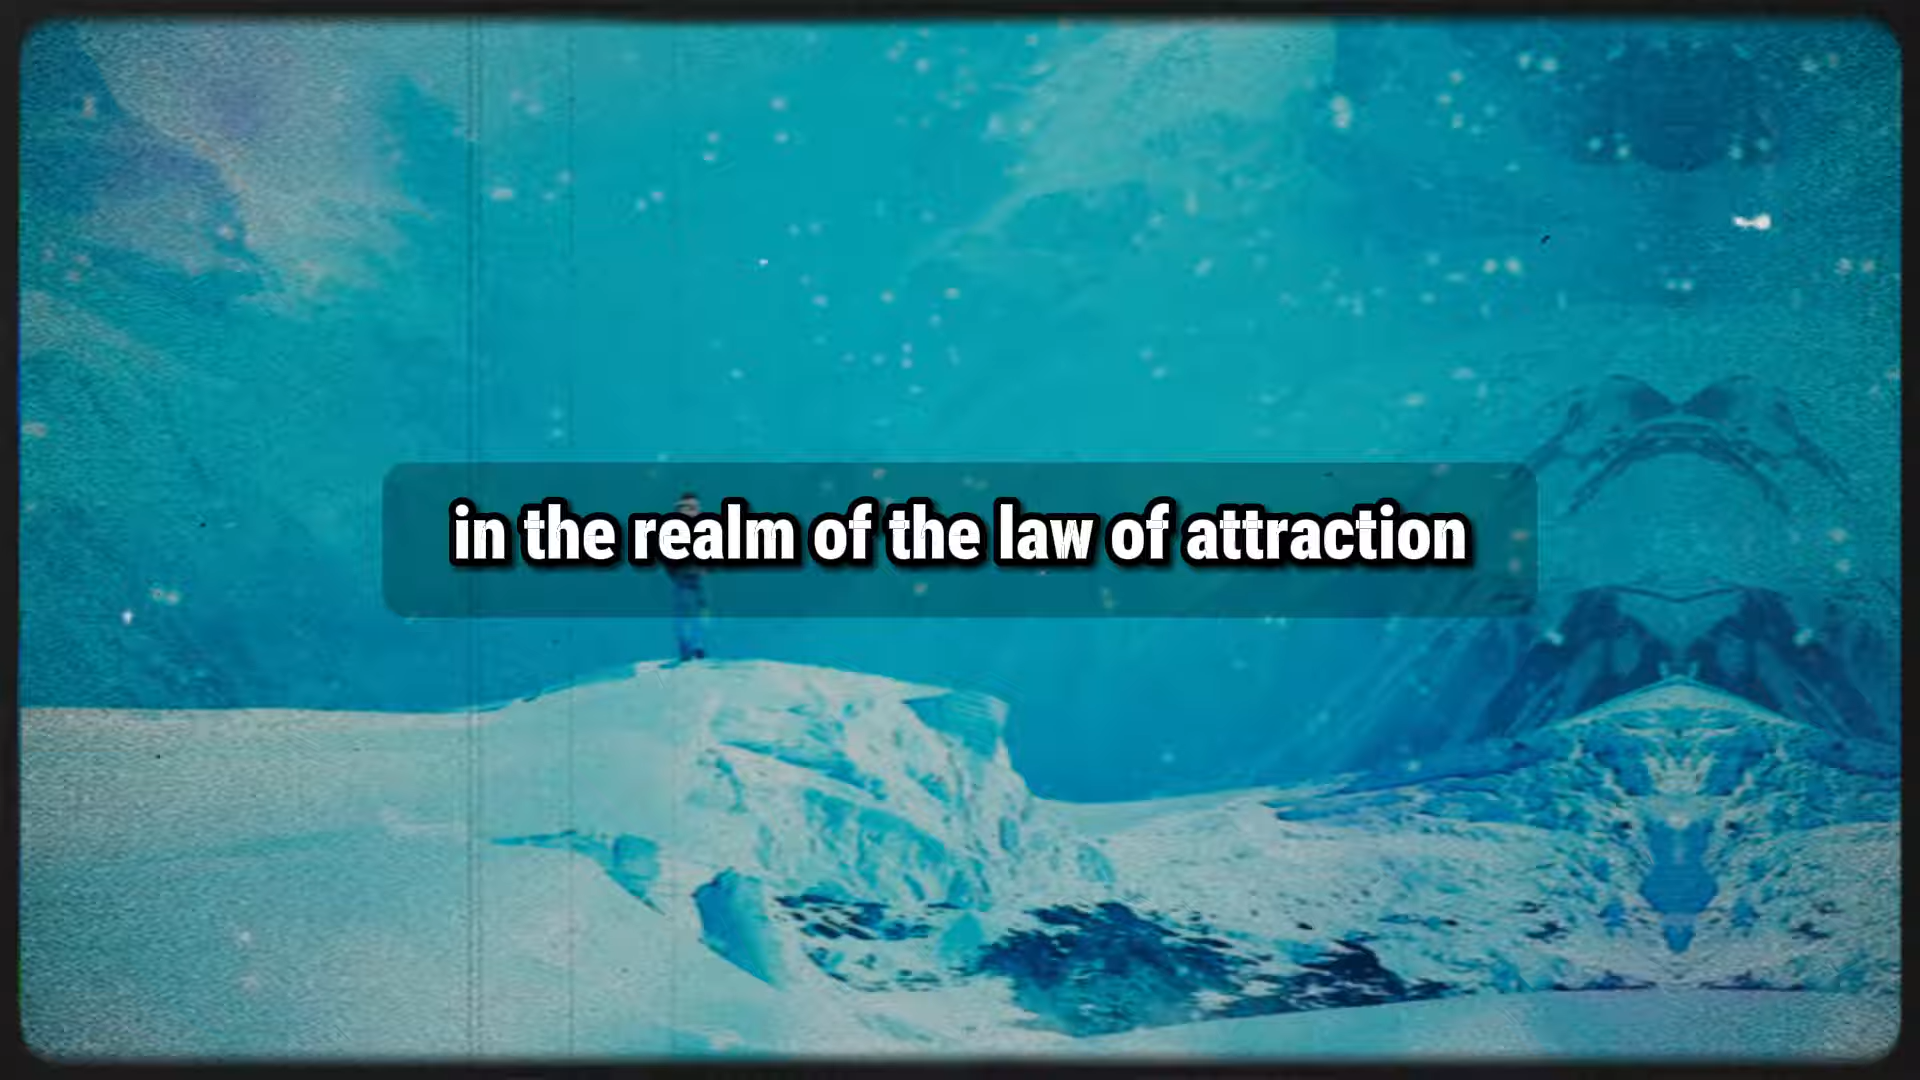 in the realm of the law of attraction